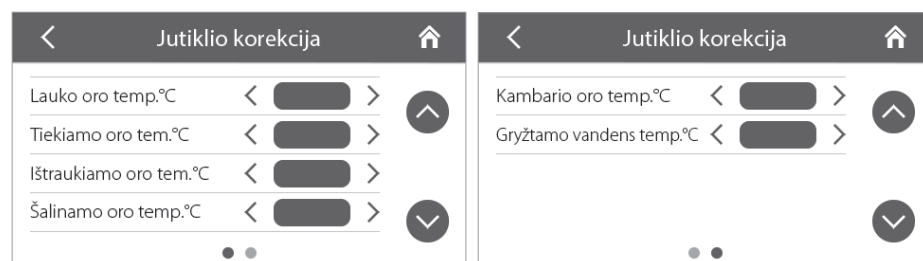 Jutiklio korekcija
Lauko oro temp.°C
Tiekiamo oro tem.°C
Ištraukiamo oro tem.°C
Šalinamo oro temp.°C
Jutiklio korekcija
Kambario oro temp.°C
Gryžtamo vandens temp.°C